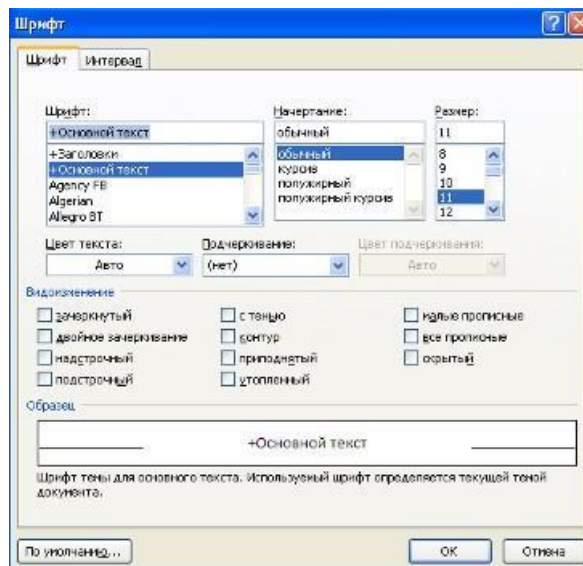 Шрифт
Шрифт Интервал
Шрифт: Начертание: Размер:
+Основной текст обычный 11
+Заголовки обычный 8
+Основной текст курсив 9
Agency FB полужирный 10
Algerian полужирный курсив 11
Allegro BT 12
Цвет текста: Подчеркивание: Цвет подчеркивания:
Авто (нет) Авто
Видоизменение
зачеркнутый с тенью малые прописные
двойное зачеркивание контур все прописные
надстрочный приподнятый скрытый
подстрочный утопленный
Образец
+Основной текст
Шрифт темы для основного текста. Используемый шрифт определяется текущей темой
документа.
По умолчанию... ОК Отмена